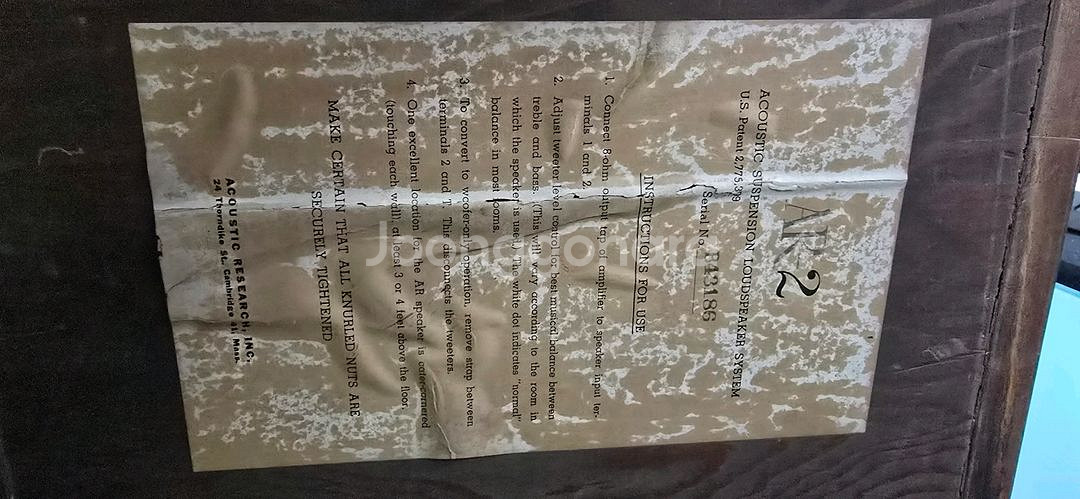 AR-2
ACOUSTIC SUSPENSION LOUDSPEAKER SYSTEM
U.S. Patent 2,775,309
Serial No.
INSTRUCTIONS FOR USE
1. Connect 8-ohm output tap of amplifier to speaker input ter-
minals 1 and 2.
2. Adjust tweeter level control for best musical balance between
treble and bass. (This will vary according to the room in
which the speaker is used.) The white dot indicates "normal"
balance in most rooms.
3. To convert to woofer-only operation, remove strap between
terminals 2 and T. This disconnects the tweeters.
4. One excellent location for the AR speaker is cater-cornered
(touching each wall), at least 3 or 4 feet above the floor.
MAKE CERTAIN THAT ALL KNURLED NUTS ARE
SECURELY TIGHTENED
ACOUSTIC RESEARCH, INC.
24 Thorndike St., Cambridge 41, Mass.